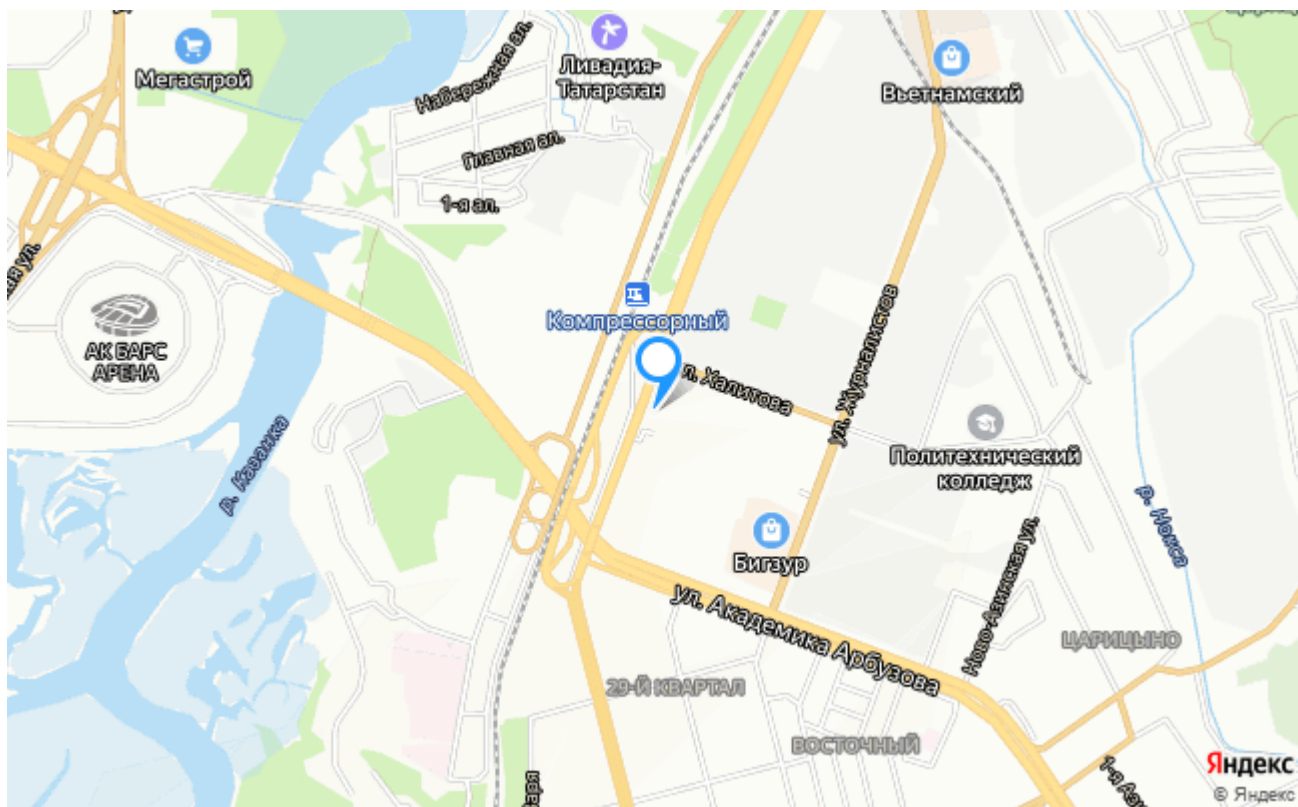 Мегастрой
Набережная ал.
Ливадия-
Татарстан
Вьетнамский
Главная ал.
1-я ал.
АК БАРС
АРЕНА
Компрессорный
л. Халитова
ул. Журналистов
р. Казанка
Политехнический
колледж
р. Нокса
Бигзур
ул. Академика Арбузова
Ново-Азинская ул.
ЦАРИЦЫНО
29-Й КВАРТАЛ
ВОСТОЧНЫЙ
Яндекс
© Яндекс